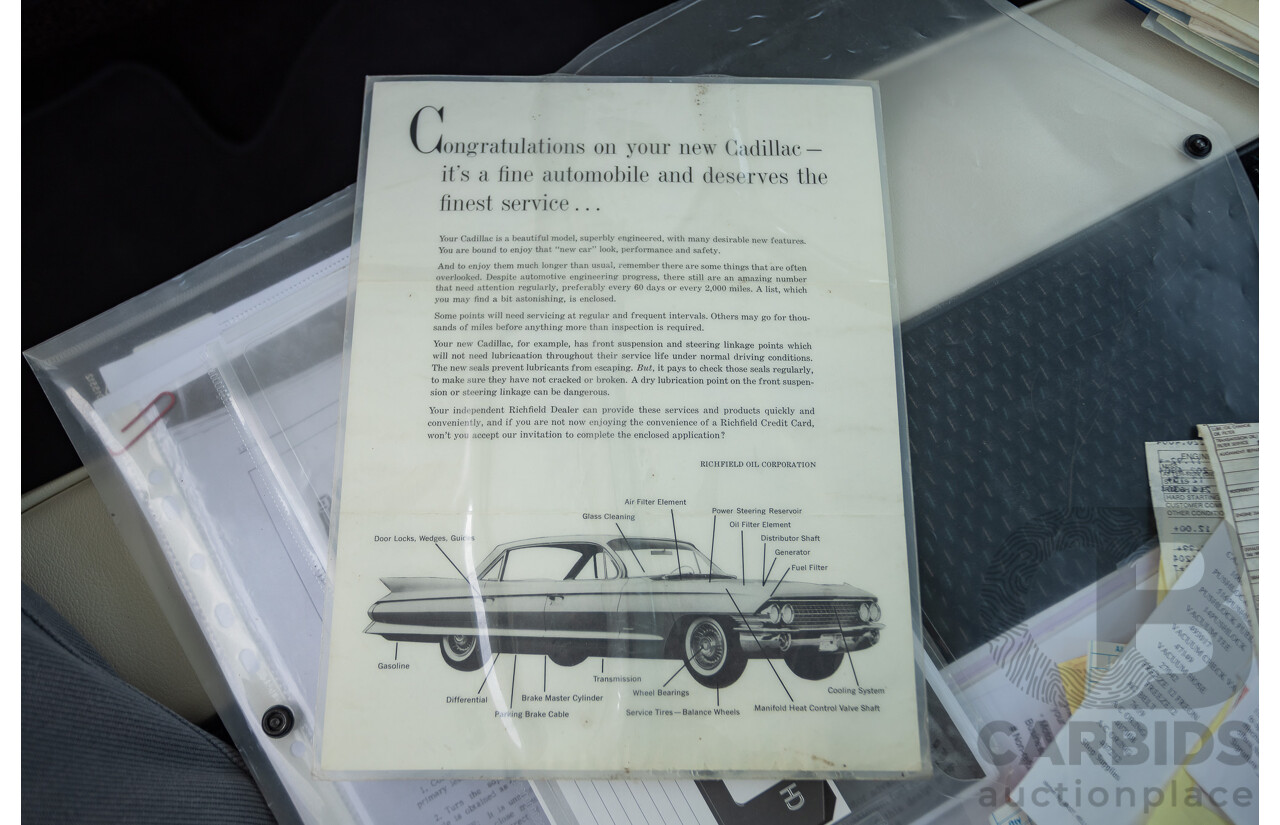 Congratulations on your new Cadillac —
it's a fine automobile and deserves the
finest service . . .
Your Cadillac is a beautiful model, superbly engineered, with many desirable new features.
You are bound to enjoy that "new car" look, performance and safety.
And to enjoy them much longer than usual, remember there are some things that are often
overlooked. Despite automotive engineering progress, there still are an amazing number
that need attention regularly, preferably every 60 days or every 2,000 miles. A list, which
you may find a bit astonishing, is enclosed.
Some points will need servicing at regular and frequent intervals. Others may go for thou-
sands of miles before anything more than inspection is required.
Your new Cadillac, for example, has front suspension and steering linkage points which
will not need lubricaation throughout their service life under normal driving conditions.
The new seals prevent lubricants from escaping. But, it pays to check those seals regularly,
to make sure they have not cracked or broken. A dry lubrication point on the front suspen-
sion or steering linkage can be dangerous.
Your independent Richfield Dealer can provide these services and products quickly and
conveniently, and if you are not now enjoying the convenience of a Richfield Credit Card,
won't you accept our invitation to complete the enclosed application?
RICHFIELD OIL CORPORATION
Air Filter Element
Power Steering Reservoir
Glass Cleaning
Oil Filter Element
Door Locks, Wedges, Guides
Distributor Shaft
Generator
Fuel Filter
Gasoline
Transmission
Differential
Brake Master Cylinder
Wheel Bearings
Cooling System
Parking Brake Cable
Service Tires—Balance Wheels
Manifold Heat Control Valve Shaft
HARD STARTING
CUSTOMER COM
OTHER CONDITIO
12.00+
VACUUM TEE
HD
CARBIDS
auctionplace